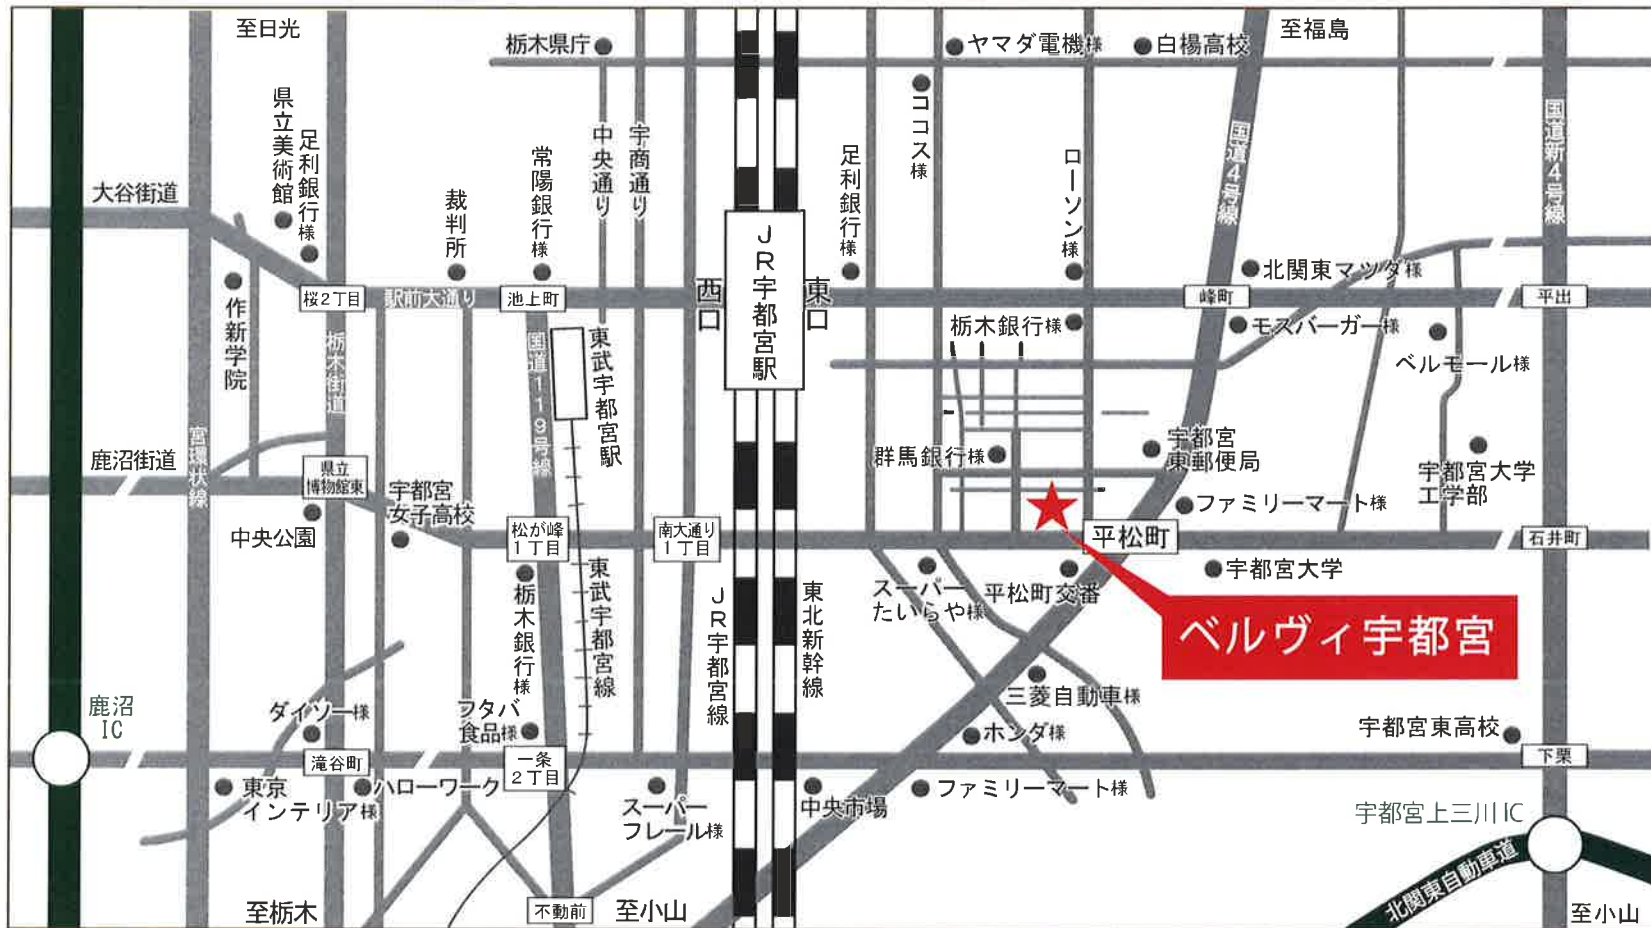 至日光
栃木県庁
ヤマダ電機様
白楊高校
至福島
県立美術館
足利銀行様
大谷街道
裁判所
常陽銀行様
中央通り
宇商通り
足利銀行様
ココス様
ローソン様
国道4号線
国道新4号線
JR宇都宮駅
西口
東口
北関東マツダ様
作新学院
桜2丁目
駅前大通り
池上町
峰町
平出
栃木銀行様
モスバーガー様
ベルモール様
栃木街道
国道119号線
東武宇都宮駅
宮環状線
鹿沼街道
県立
博物館東
宇都宮
女子高校
群馬銀行様
宇都宮
東郵便局
宇都宮大学
工学部
ファミリーマート様
中央公園
松が峰
1丁目
南大通り
1丁目
平松町
石井町
栃木銀行様
東武宇都宮線
JR宇都宮線
東北新幹線
スーパー
たいらや様
平松町交番
宇都宮大学
ベルヴィ宇都宮
三菱自動車様
鹿沼
IC
ダイソー様
フタバ
食品様
ホンダ様
宇都宮東高校
滝谷町
一条
2丁目
下栗
東京
インテリア様
ハローワーク
スーパー
フレール様
中央市場
ファミリーマート様
宇都宮上三川IC
北関東自動車道
至栃木
不動前
至小山
至小山